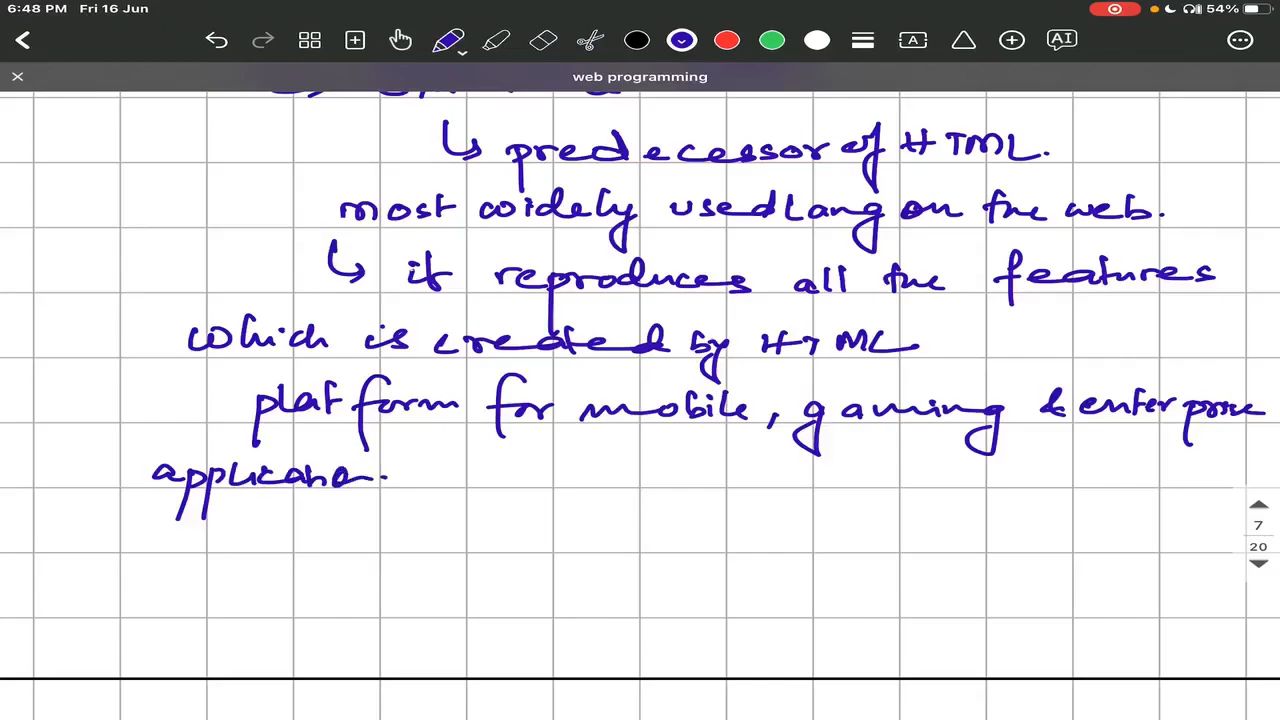 6:48 PM Fri 16 Jun 54%
A AI
web programming
↳ predecessor of HTML.
most widely used Lang on the web.
↳ it reproduces all the features
which is created by HTML
platform for mobile, gaming & enterprise
application.
7
20